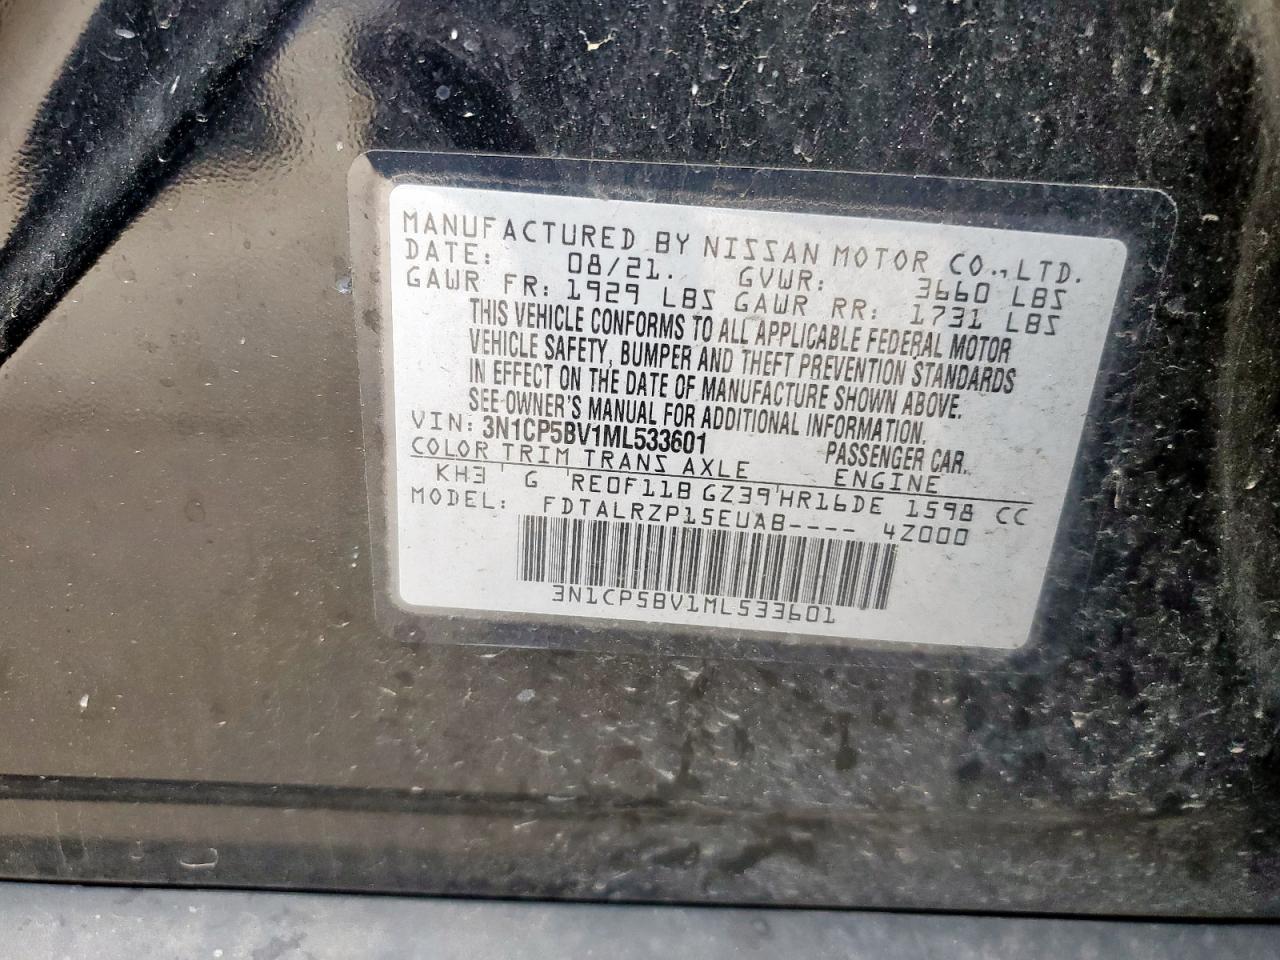 MANUFACTURED BY NISSAN MOTOR CO., LTD.
DATE: 08/21. GVWR: 3660 LBS
GAWR FR: 1929 LBS GAWR RR: 1731 LBS
THIS VEHICLE CONFORMS TO ALL APPLICABLE FEDERAL MOTOR
VEHICLE SAFETY, BUMPER AND THEFT PREVENTION STANDARDS
IN EFFECT ON THE DATE OF MANUFACTURE SHOWN ABOVE.
SEE OWNER'S MANUAL FOR ADDITIONAL INFORMATION.
VIN: 3N1CP5BV1ML533601 PASSENGER CAR.
COLOR TRIM TRANS AXLE ENGINE
KH3 G RE0F11B GZ39 HR16DE 1598 CC
MODEL: FDTALRZP15EUAB---- 4Z000
3N1CP5BV1ML533601